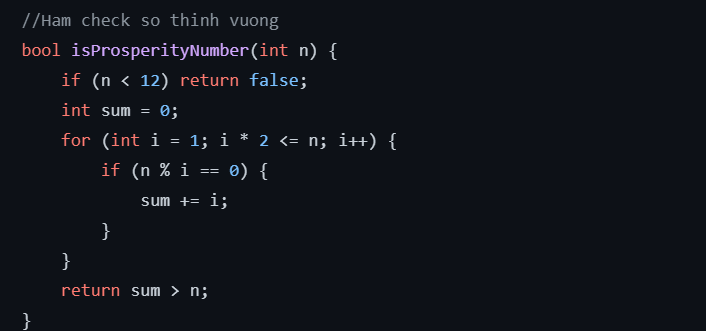 //Ham check so thinh vuong
bool isProsperityNumber(int n) {
    if (n < 12) return false;
    int sum = 0;
    for (int i = 1; i * 2 <= n; i++) {
        if (n % i == 0) {
            sum += i;
        }
    }
    return sum > n;
}